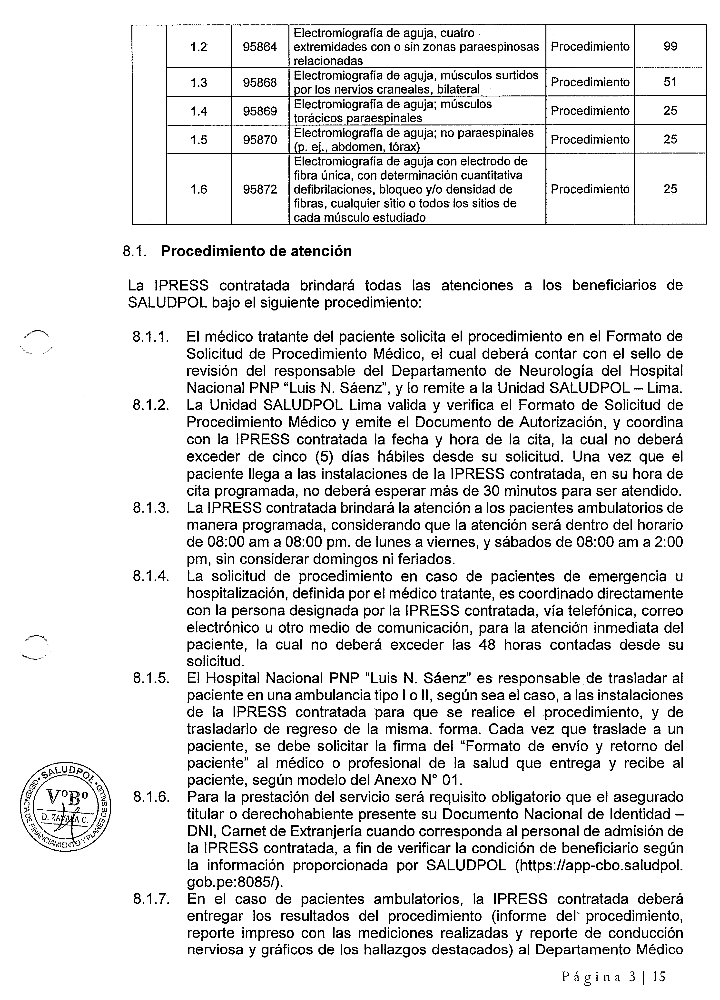 1.2 95864 Electromiografía de aguja, cuatro extremidades con o sin zonas paraespinosas relacionadas Procedimiento 99
1.3 95868 Electromiografía de aguja, músculos surtidos por los nervios craneales, bilateral Procedimiento 51
1.4 95869 Electromiografía de aguja; músculos torácicos paraespinales Procedimiento 25
1.5 95870 Electromiografía de aguja; no paraespinales (p. ej., abdomen, tórax) Procedimiento 25
1.6 95872 Electromiografía de aguja con electrodo de fibra única, con determinación cuantitativa defibrilaciones, bloqueo y/o densidad de fibras, cualquier sitio o todos los sitios de cada músculo estudiado Procedimiento 25
8.1. Procedimiento de atención
La IPRESS contratada brindará todas las atenciones a los beneficiarios de
SALUDPOL bajo el siguiente procedimiento:
8.1.1. El médico tratante del paciente solicita el procedimiento en el Formato de
Solicitud de Procedimiento Médico, el cual deberá contar con el sello de
revisión del responsable del Departamento de Neurología del Hospital
Nacional PNP “Luis N. Sáenz”, y lo remite a la Unidad SALUDPOL – Lima.
8.1.2. La Unidad SALUDPOL Lima valida y verifica el Formato de Solicitud de
Procedimiento Médico y emite el Documento de Autorización, y coordina
con la IPRESS contratada la fecha y hora de la cita, la cual no deberá
exceder de cinco (5) días hábiles desde su solicitud. Una vez que el
paciente llega a las instalaciones de la IPRESS contratada, en su hora de
cita programada, no deberá esperar más de 30 minutos para ser atendido.
8.1.3. La IPRESS contratada brindará la atención a los pacientes ambulatorios de
manera programada, considerando que la atención será dentro del horario
de 08:00 am a 08:00 pm. de lunes a viernes, y sábados de 08:00 am a 2:00
pm, sin considerar domingos ni feriados.
8.1.4. La solicitud de procedimiento en caso de pacientes de emergencia u
hospitalización, definida por el médico tratante, es coordinado directamente
con la persona designada por la IPRESS contratada, vía telefónica, correo
electrónico u otro medio de comunicación, para la atención inmediata del
paciente, la cual no deberá exceder las 48 horas contadas desde su
solicitud.
8.1.5. El Hospital Nacional PNP “Luis N. Sáenz” es responsable de trasladar al
paciente en una ambulancia tipo I o II, según sea el caso, a las instalaciones
de la IPRESS contratada para que se realice el procedimiento, y de
trasladarlo de regreso de la misma. forma. Cada vez que traslade a un
paciente, se debe solicitar la firma del “Formato de envío y retorno del
paciente” al médico o profesional de la salud que entrega y recibe al
paciente, según modelo del Anexo N° 01.
8.1.6. Para la prestación del servicio será requisito obligatorio que el asegurado
titular o derechohabiente presente su Documento Nacional de Identidad –
DNI, Carnet de Extranjería cuando corresponda al personal de admisión de
la IPRESS contratada, a fin de verificar la condición de beneficiario según
la información proporcionada por SALUDPOL (https://app-cbo.saludpol.
gob.pe:8085/).
8.1.7. En el caso de pacientes ambulatorios, la IPRESS contratada deberá
entregar los resultados del procedimiento (informe del procedimiento,
reporte impreso con las mediciones realizadas y reporte de conducción
nerviosa y gráficos de los hallazgos destacados) al Departamento Médico
SALUDPOL
GERENCIA DE FINANCIAMIENTO Y PLANES DE SALUD
V°B°
D. ZAVALA C.
Página 3 | 15